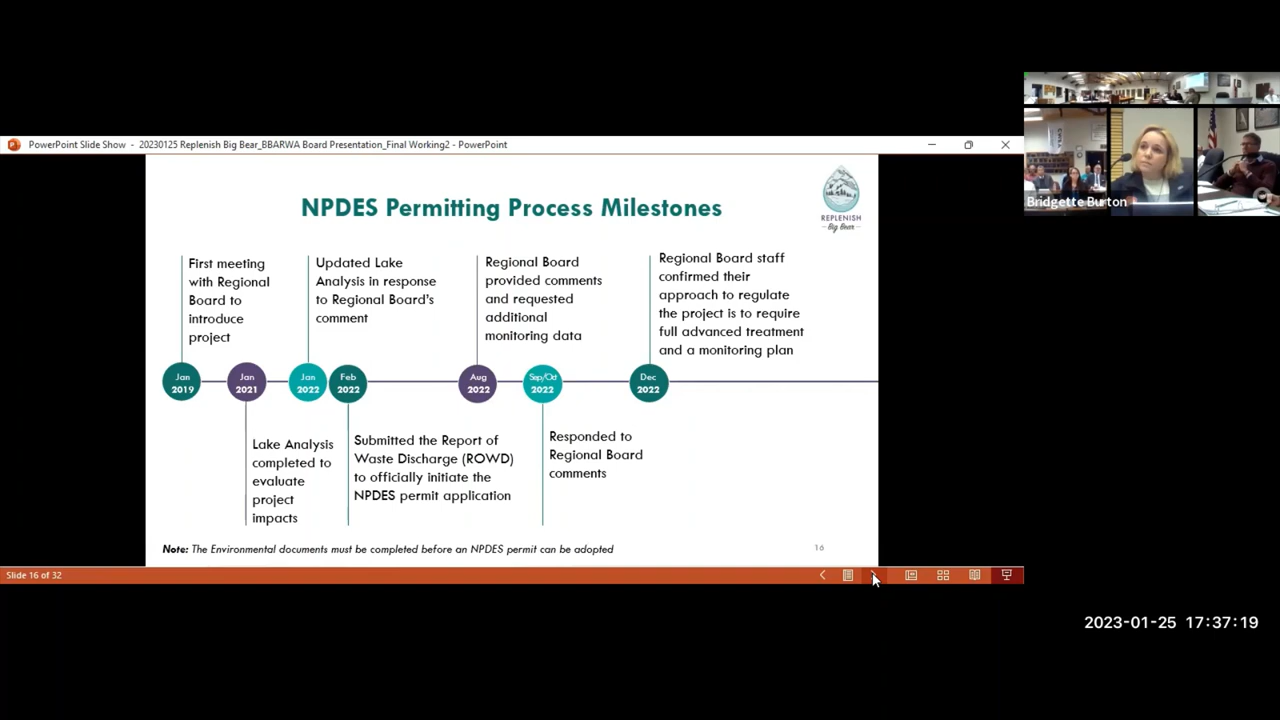 PowerPoint Slide Show - 20230125 Replenish Big Bear_BBARWA Board Presentation_Final Working2 - PowerPoint
NPDES Permitting Process Milestones
REPLENISH
Big Bear
First meeting
with Regional
Board to
introduce
project
Updated Lake
Analysis in response
to Regional Board's
comment
Regional Board
provided comments
and requested
additional
monitoring data
Regional Board staff
confirmed their
approach to regulate
the project is to require
full advanced treatment
and a monitoring plan
Jan
2019
Jan
2021
Jan
2022
Feb
2022
Aug
2022
Sep/Oct
2022
Dec
2022
Lake Analysis
completed to
evaluate
project
impacts
Submitted the Report of
Waste Discharge (ROWD)
to officially initiate the
NPDES permit application
Responded to
Regional Board
comments
Note: The Environmental documents must be completed before an NPDES permit can be adopted
16
Slide 16 of 32
Bridgette Burton
2023-01-25 17:37:19